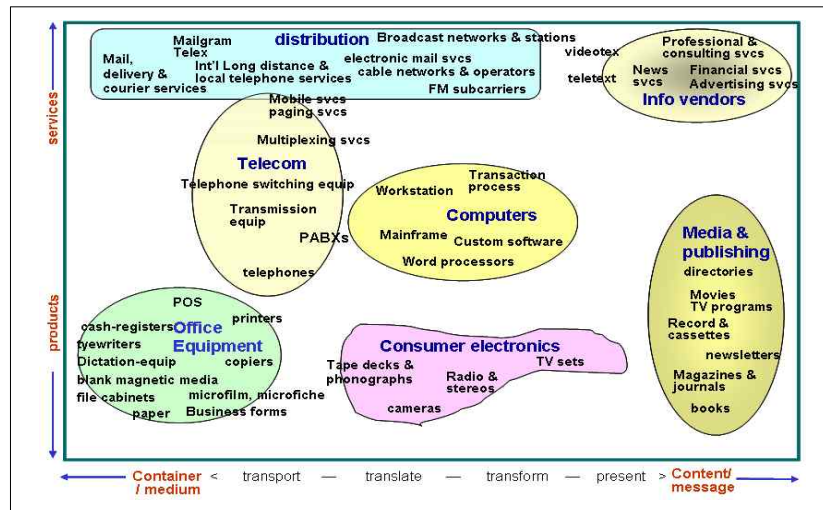 services
products
Mailgram
Telex
distribution
Broadcast networks & stations
Mail,
delivery &
courier services
Int'l Long distance &
local telephone services
electronic mail svcs
cable networks & operators
FM subcarriers
videotex
teletext
Professional &
consulting svcs
News
svcs
Financial svcs
Advertising svcs
Info vendors
Mobile svcs
paging svcs
Multiplexing svcs
Telecom
Telephone switching equip
Transmission
equip
PABXs
telephones
Workstation
Transaction
process
Computers
Mainframe
Custom software
Word processors
Media &
publishing
directories
Movies
TV programs
Record &
cassettes
newsletters
Magazines &
journals
books
POS
printers
cash-registers
Office
Equipment
tyewriters
Dictation-equip
copiers
blank magnetic media
file cabinets
microfilm, microfiche
paper
Business forms
Consumer electronics
Tape decks &
phonographs
Radio &
stereos
TV sets
cameras
Container
/ medium
< transport — translate — transform — present >
Content/
message